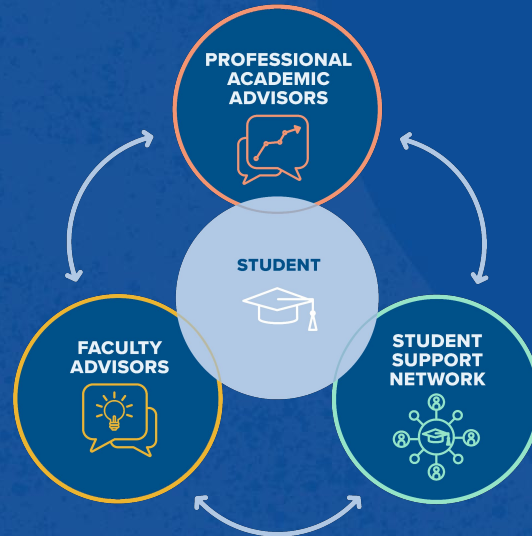 PROFESSIONAL
ACADEMIC
ADVISORS
STUDENT
FACULTY
ADVISORS
STUDENT
SUPPORT
NETWORK